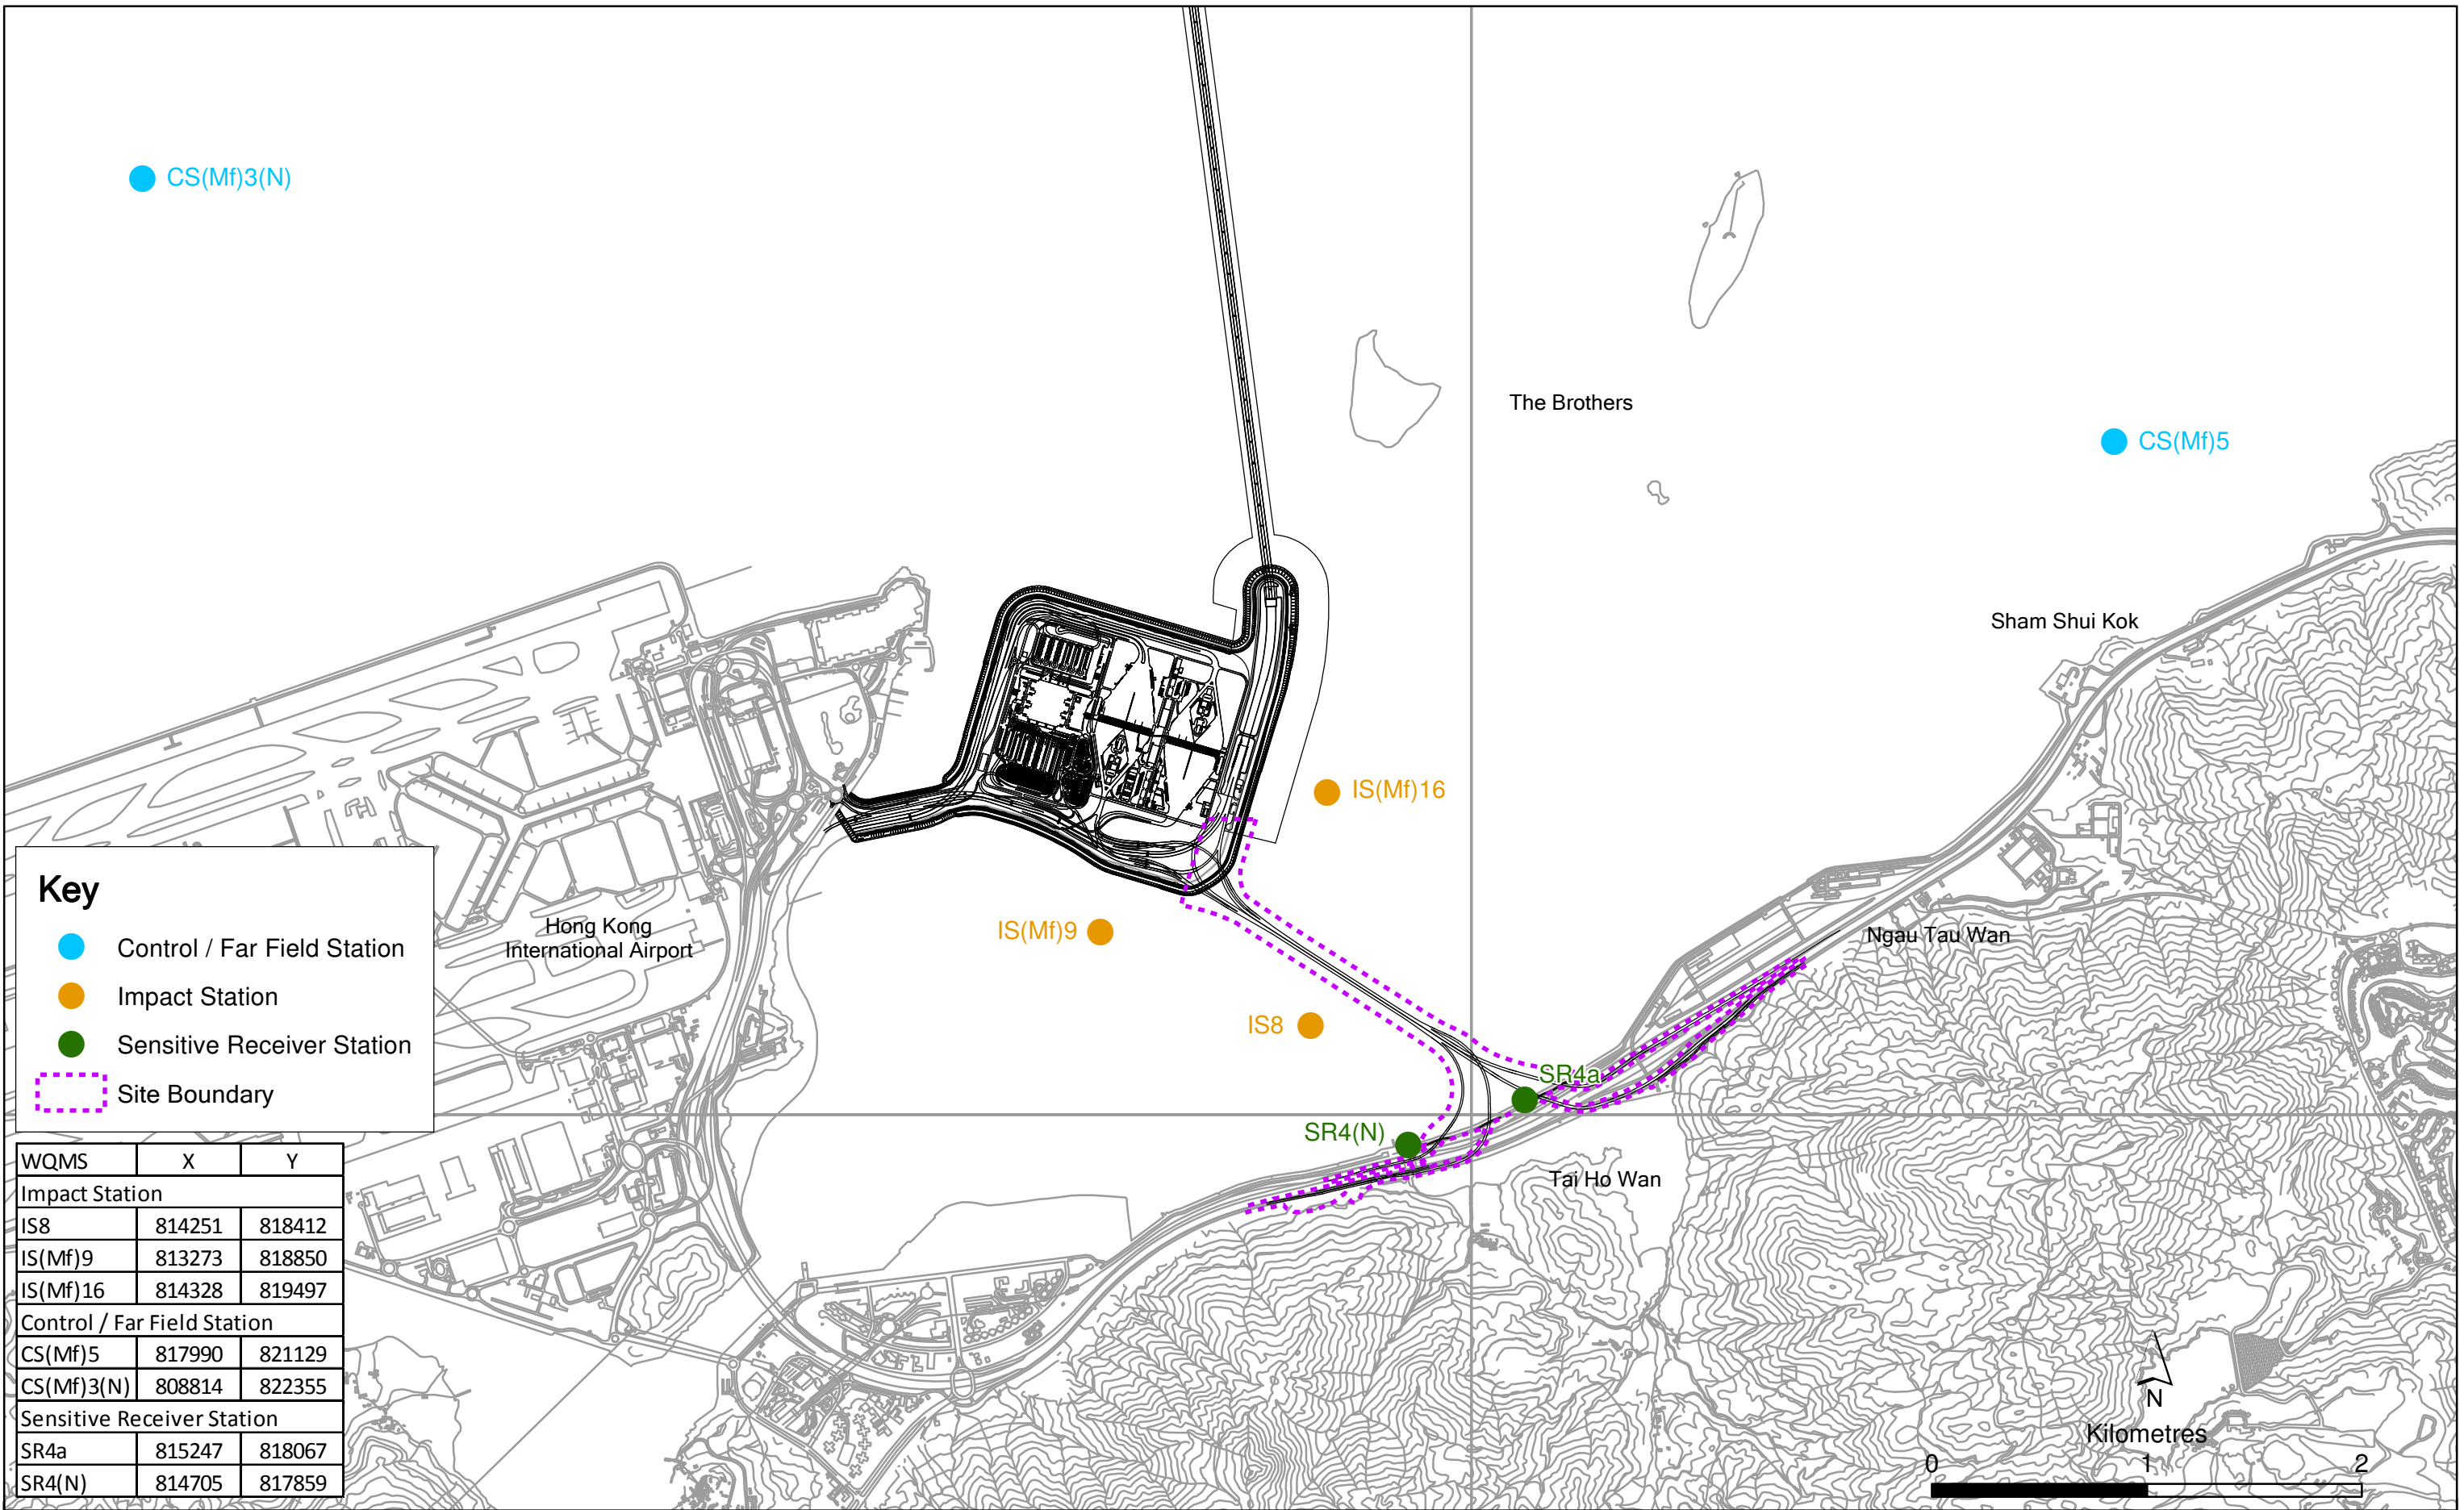 CS(Mf)3(N)
The Brothers
CS(Mf)5
Sham Shui Kok
IS(Mf)16
IS(Mf)9
Hong Kong
International Airport
Ngau Tau Wan
IS8
SR4a
SR4(N)
Tai Ho Wan
Key
Control / Far Field Station
Impact Station
Sensitive Receiver Station
Site Boundary
WQMS X Y
Impact Station
IS8 814251 818412
IS(Mf)9 813273 818850
IS(Mf)16 814328 819497
Control / Far Field Station
CS(Mf)5 817990 821129
CS(Mf)3(N) 808814 822355
Sensitive Receiver Station
SR4a 815247 818067
SR4(N) 814705 817859
N
Kilometres
0 1 2